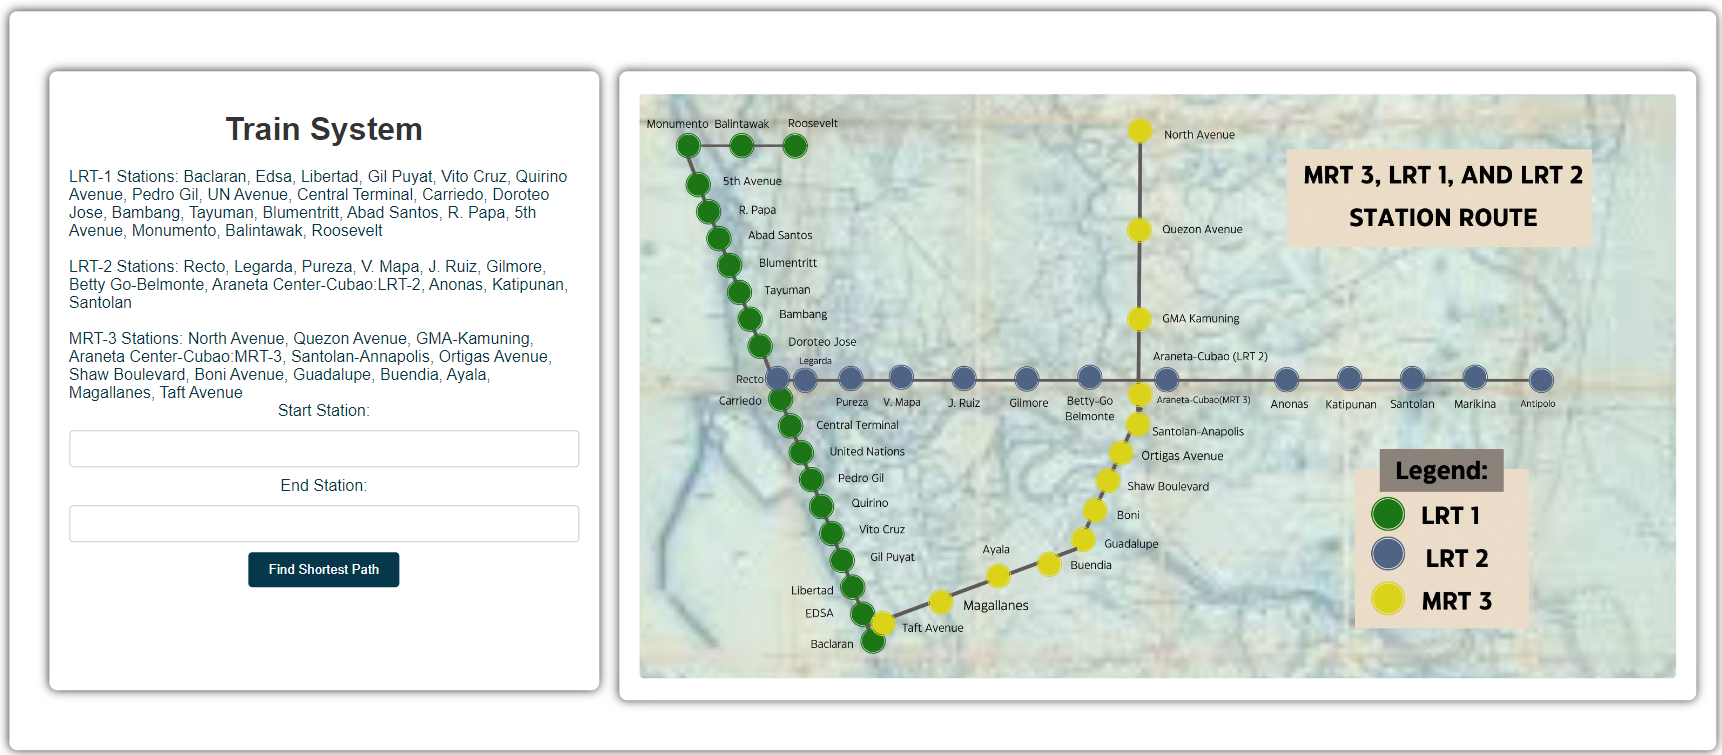 Train System
LRT-1 Stations: Baclaran, Edsa, Libertad, Gil Puyat, Vito Cruz, Quirino
Avenue, Pedro Gil, UN Avenue, Central Terminal, Carriedo, Doroteo
Jose, Bambang, Tayuman, Blumentritt, Abad Santos, R. Papa, 5th
Avenue, Monumento, Balintawak, Roosevelt
LRT-2 Stations: Recto, Legarda, Pureza, V. Mapa, J. Ruiz, Gilmore,
Betty Go-Belmonte, Araneta Center-Cubao:LRT-2, Anonas, Katipunan,
Santolan
MRT-3 Stations: North Avenue, Quezon Avenue, GMA-Kamuning,
Araneta Center-Cubao:MRT-3, Santolan-Annapolis, Ortigas Avenue,
Shaw Boulevard, Boni Avenue, Guadalupe, Buendia, Ayala,
Magallanes, Taft Avenue
Start Station:
End Station:
Find Shortest Path
Monumento Balintawak Roosevelt
5th Avenue
R. Papa
Abad Santos
Blumentritt
Tayuman
Bambang
Doroteo Jose
Legarda
Recto
Carriedo
Pureza
V. Mapa
J. Ruiz
Gilmore
Betty-Go
Belmonte
Araneta-Cubao (LRT 2)
Araneta-Cubao(MRT 3)
Anonas
Katipunan
Santolan
Marikina
Antipolo
Central Terminal
United Nations
Pedro Gil
Quirino
Vito Cruz
Gil Puyat
Libertad
EDSA
Baclaran
North Avenue
Quezon Avenue
GMA Kamuning
Santolan-Anapolis
Ortigas Avenue
Shaw Boulevard
Boni
Guadalupe
Buendia
Ayala
Magallanes
Taft Avenue
MRT 3, LRT 1, AND LRT 2
STATION ROUTE
Legend:
LRT 1
LRT 2
MRT 3